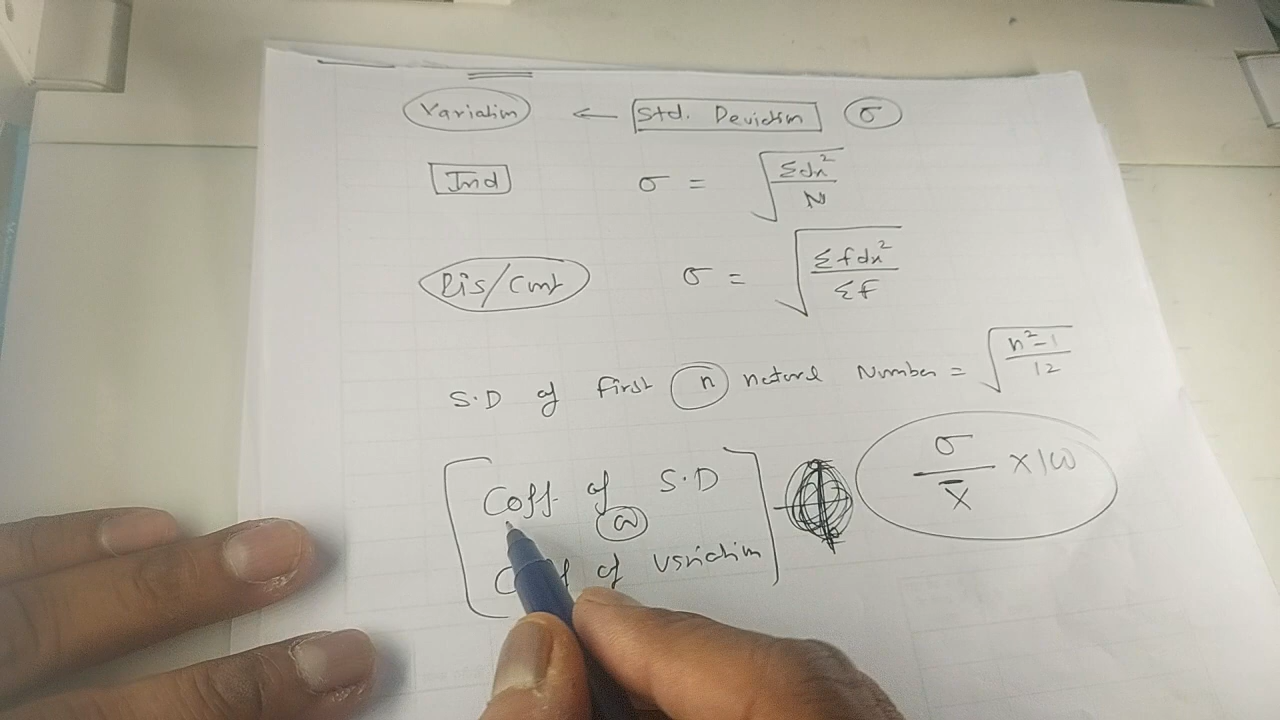 Variation ← Std. Deviation σ
Ind σ = √(Σdx²/N)
Dis/Cont σ = √(Σfdx²/Σf)
S.D of first n natural Number = √(n²-1/12)
Coff of S.D
σ/X̄ × 100
of variation